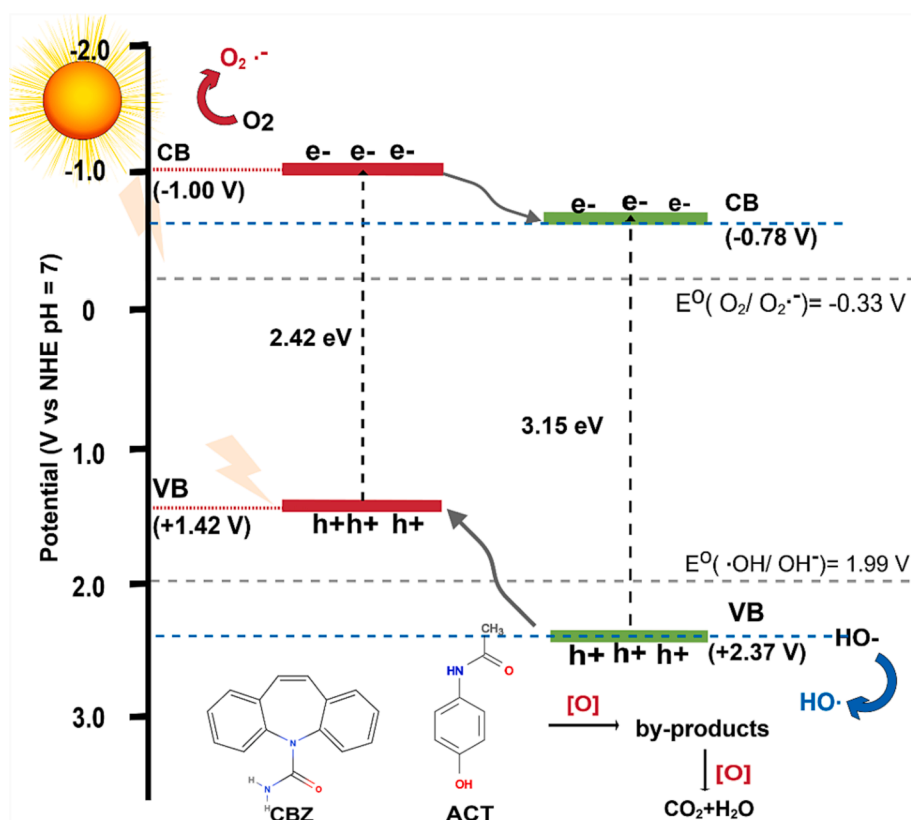 Potential (V vs NHE pH = 7)
-2.0
-1.0
0
1.0
2.0
3.0
O₂ ·-
O2
CB
(-1.00 V)
e- e- e-
e- e- e-
CB
(-0.78 V)
E⁰( O₂/ O₂·⁻)= -0.33 V
2.42 eV
3.15 eV
VB
(+1.42 V)
h+h+ h+
E⁰( ·OH/ OH⁻)= 1.99 V
VB
(+2.37 V)
h+ h+ h+
HO-
HO·
CH₃
HN
O
OH
ACT
N
H
N
H
O
CBZ
[O]
by-products
[O]
CO₂+H₂O